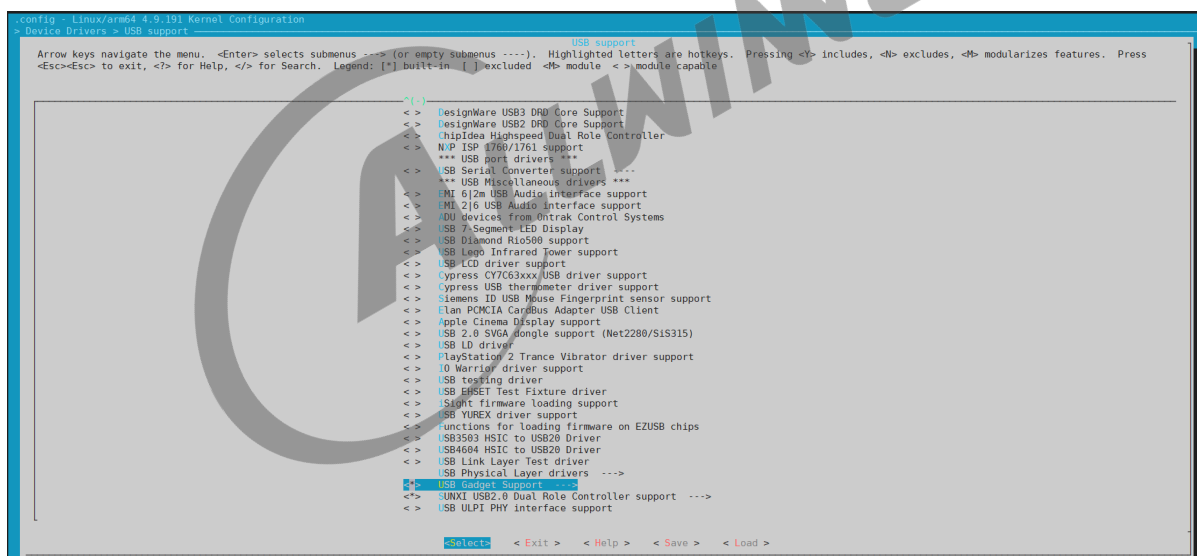 .config - Linux/arm64 4.9.191 Kernel Configuration
> Device Drivers > USB support
USB support
Arrow keys navigate the menu. <Enter> selects submenus ---> (or empty submenus ----). Highlighted letters are hotkeys. Pressing <Y> includes, <N> excludes, <M> modularizes features. Press
<Esc><Esc> to exit, <?> for Help, </> for Search. Legend: [*] built-in [ ] excluded <M> module < > module capable
^(-)
< > DesignWare USB3 DRD Core Support
< > DesignWare USB2 DRD Core Support
< > ChipIdea Highspeed Dual Role Controller
< > NXP ISP 1760/1761 support
*** USB port drivers ***
< > USB Serial Converter support ----
*** USB Miscellaneous drivers ***
< > EMI 6|2m USB Audio interface support
< > EMI 2|6 USB Audio interface support
< > ADU devices from Ontrak Control Systems
< > USB 7-Segment LED Display
< > USB Diamond Rio500 support
< > USB Lego Infrared Tower support
< > USB LCD driver support
< > Cypress CY7C63xxx USB driver support
< > Cypress USB thermometer driver support
< > Siemens ID USB Mouse Fingerprint sensor support
< > Elan PCMCIA CardBus Adapter USB Client
< > Apple Cinema Display support
< > USB 2.0 SVGA dongle support (Net2280/SiS315)
< > USB LD driver
< > PlayStation 2 Trance Vibrator driver support
< > IO Warrior driver support
< > USB testing driver
< > USB EHSET Test Fixture driver
< > iSight firmware loading support
< > USB YUREX driver support
< > Functions for loading firmware on EZUSB chips
< > USB3503 HSIC to USB20 Driver
< > USB4604 HSIC to USB20 Driver
< > USB Link Layer Test driver
USB Physical Layer drivers --->
<*> USB Gadget Support --->
<*> SUNXI USB2.0 Dual Role Controller support --->
< > USB ULPI PHY interface support
<Select> < Exit > < Help > < Save > < Load >